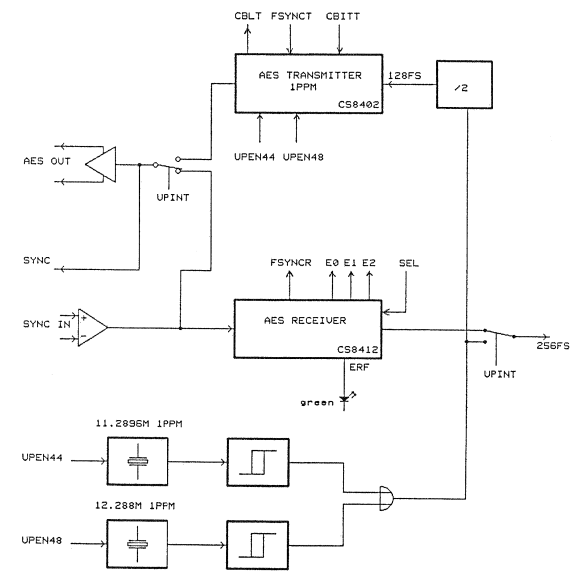 CBLT FSYNCT CBITT
AES TRANSMITTER
1PPM
CS8402
128FS
/2
AES OUT
UPEN44 UPEN48
UPINT
SYNC
FSYNCR E0 E1 E2 SEL
SYNC IN
+
-
AES RECEIVER
CS8412
256FS
ERF
UPINT
green
11.2896M 1PPM
UPEN44
12.288M 1PPM
UPEN48